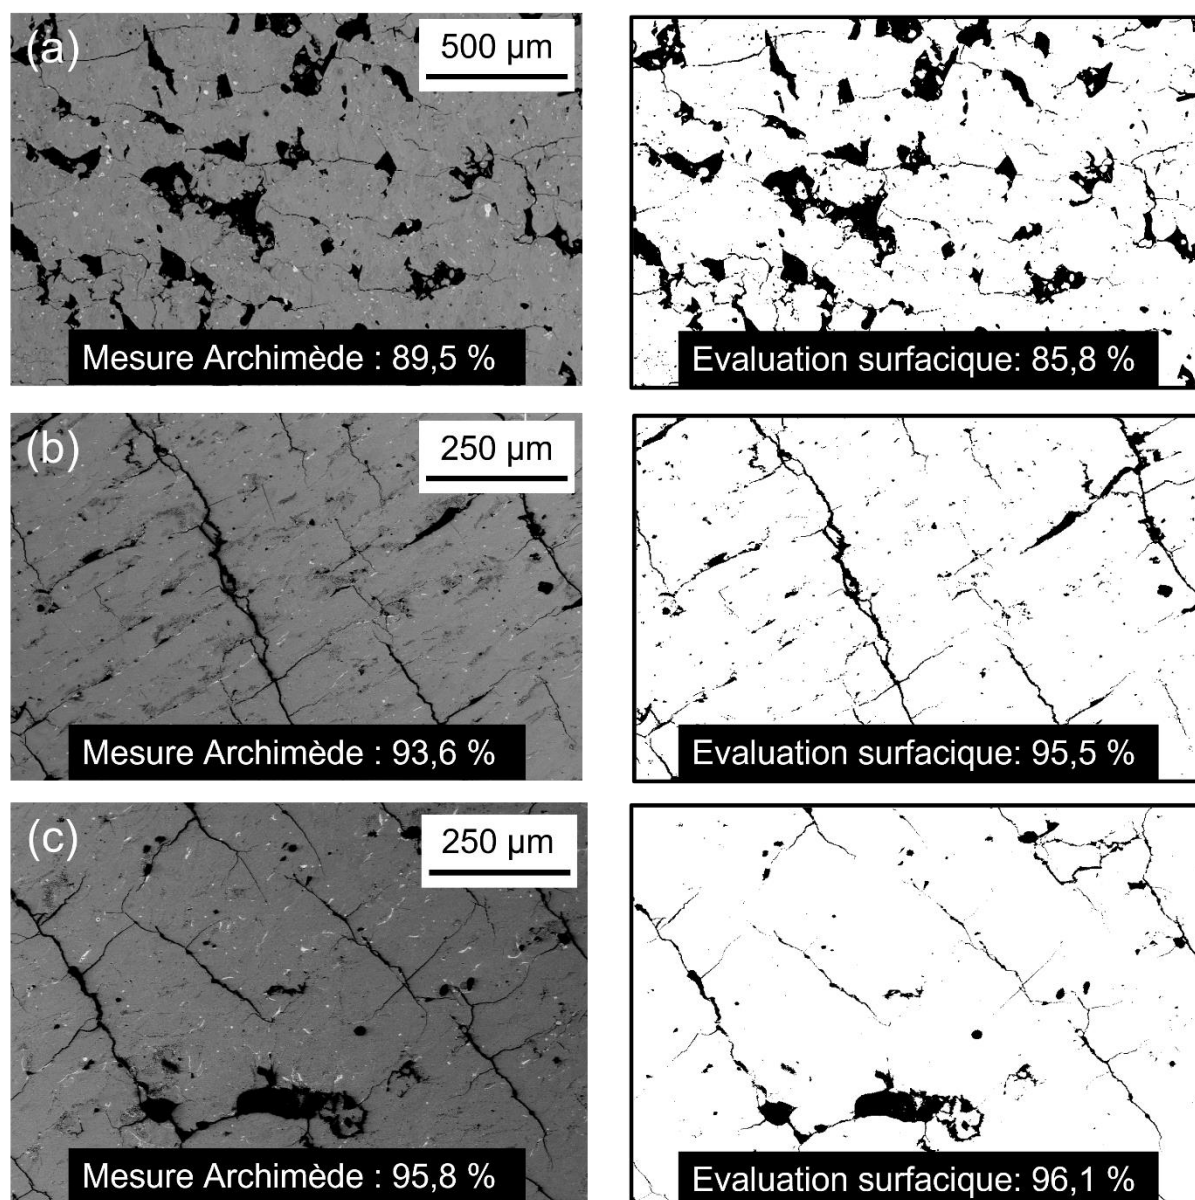 (a)
500 µm
Mesure Archimède : 89,5 %
Evaluation surfacique: 85,8 %
(b)
250 µm
Mesure Archimède : 93,6 %
Evaluation surfacique: 95,5 %
(c)
250 µm
Mesure Archimède : 95,8 %
Evaluation surfacique: 96,1 %